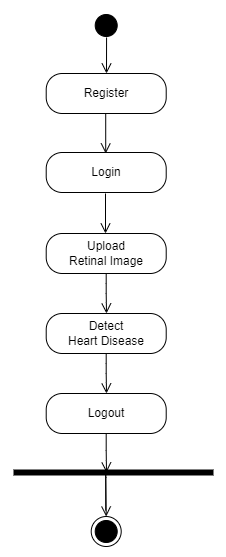 Register
Login
Upload
Retinal Image
Detect
Heart Disease
Logout